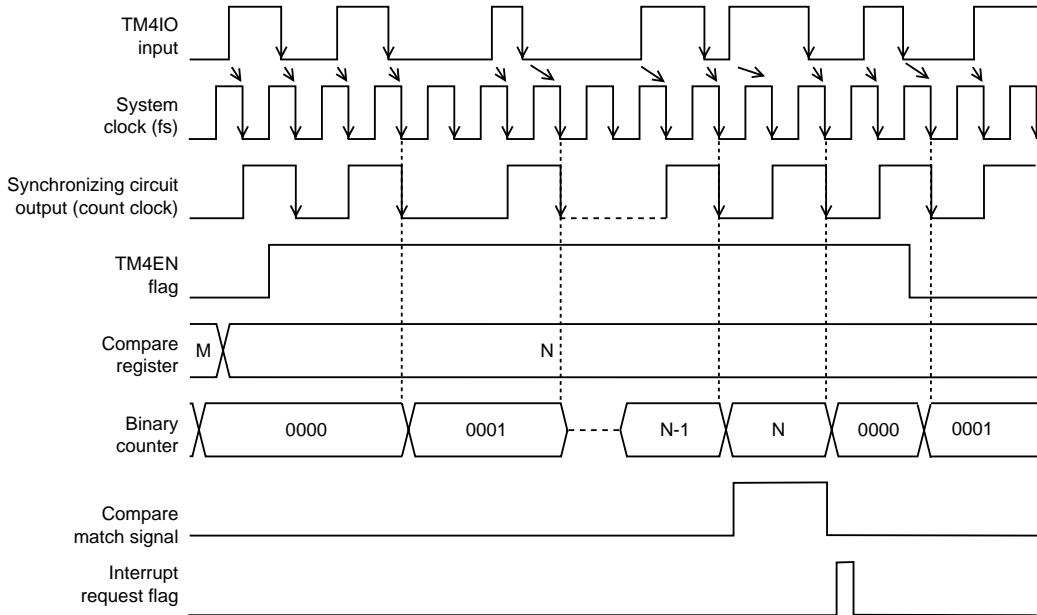 TM4IO
input
System
clock (fs)
Synchronizing circuit
output (count clock)
TM4EN
flag
Compare
register
M
N
Binary
counter
0000
0001
N-1
N
0000
0001
Compare
match signal
Interrupt
request flag